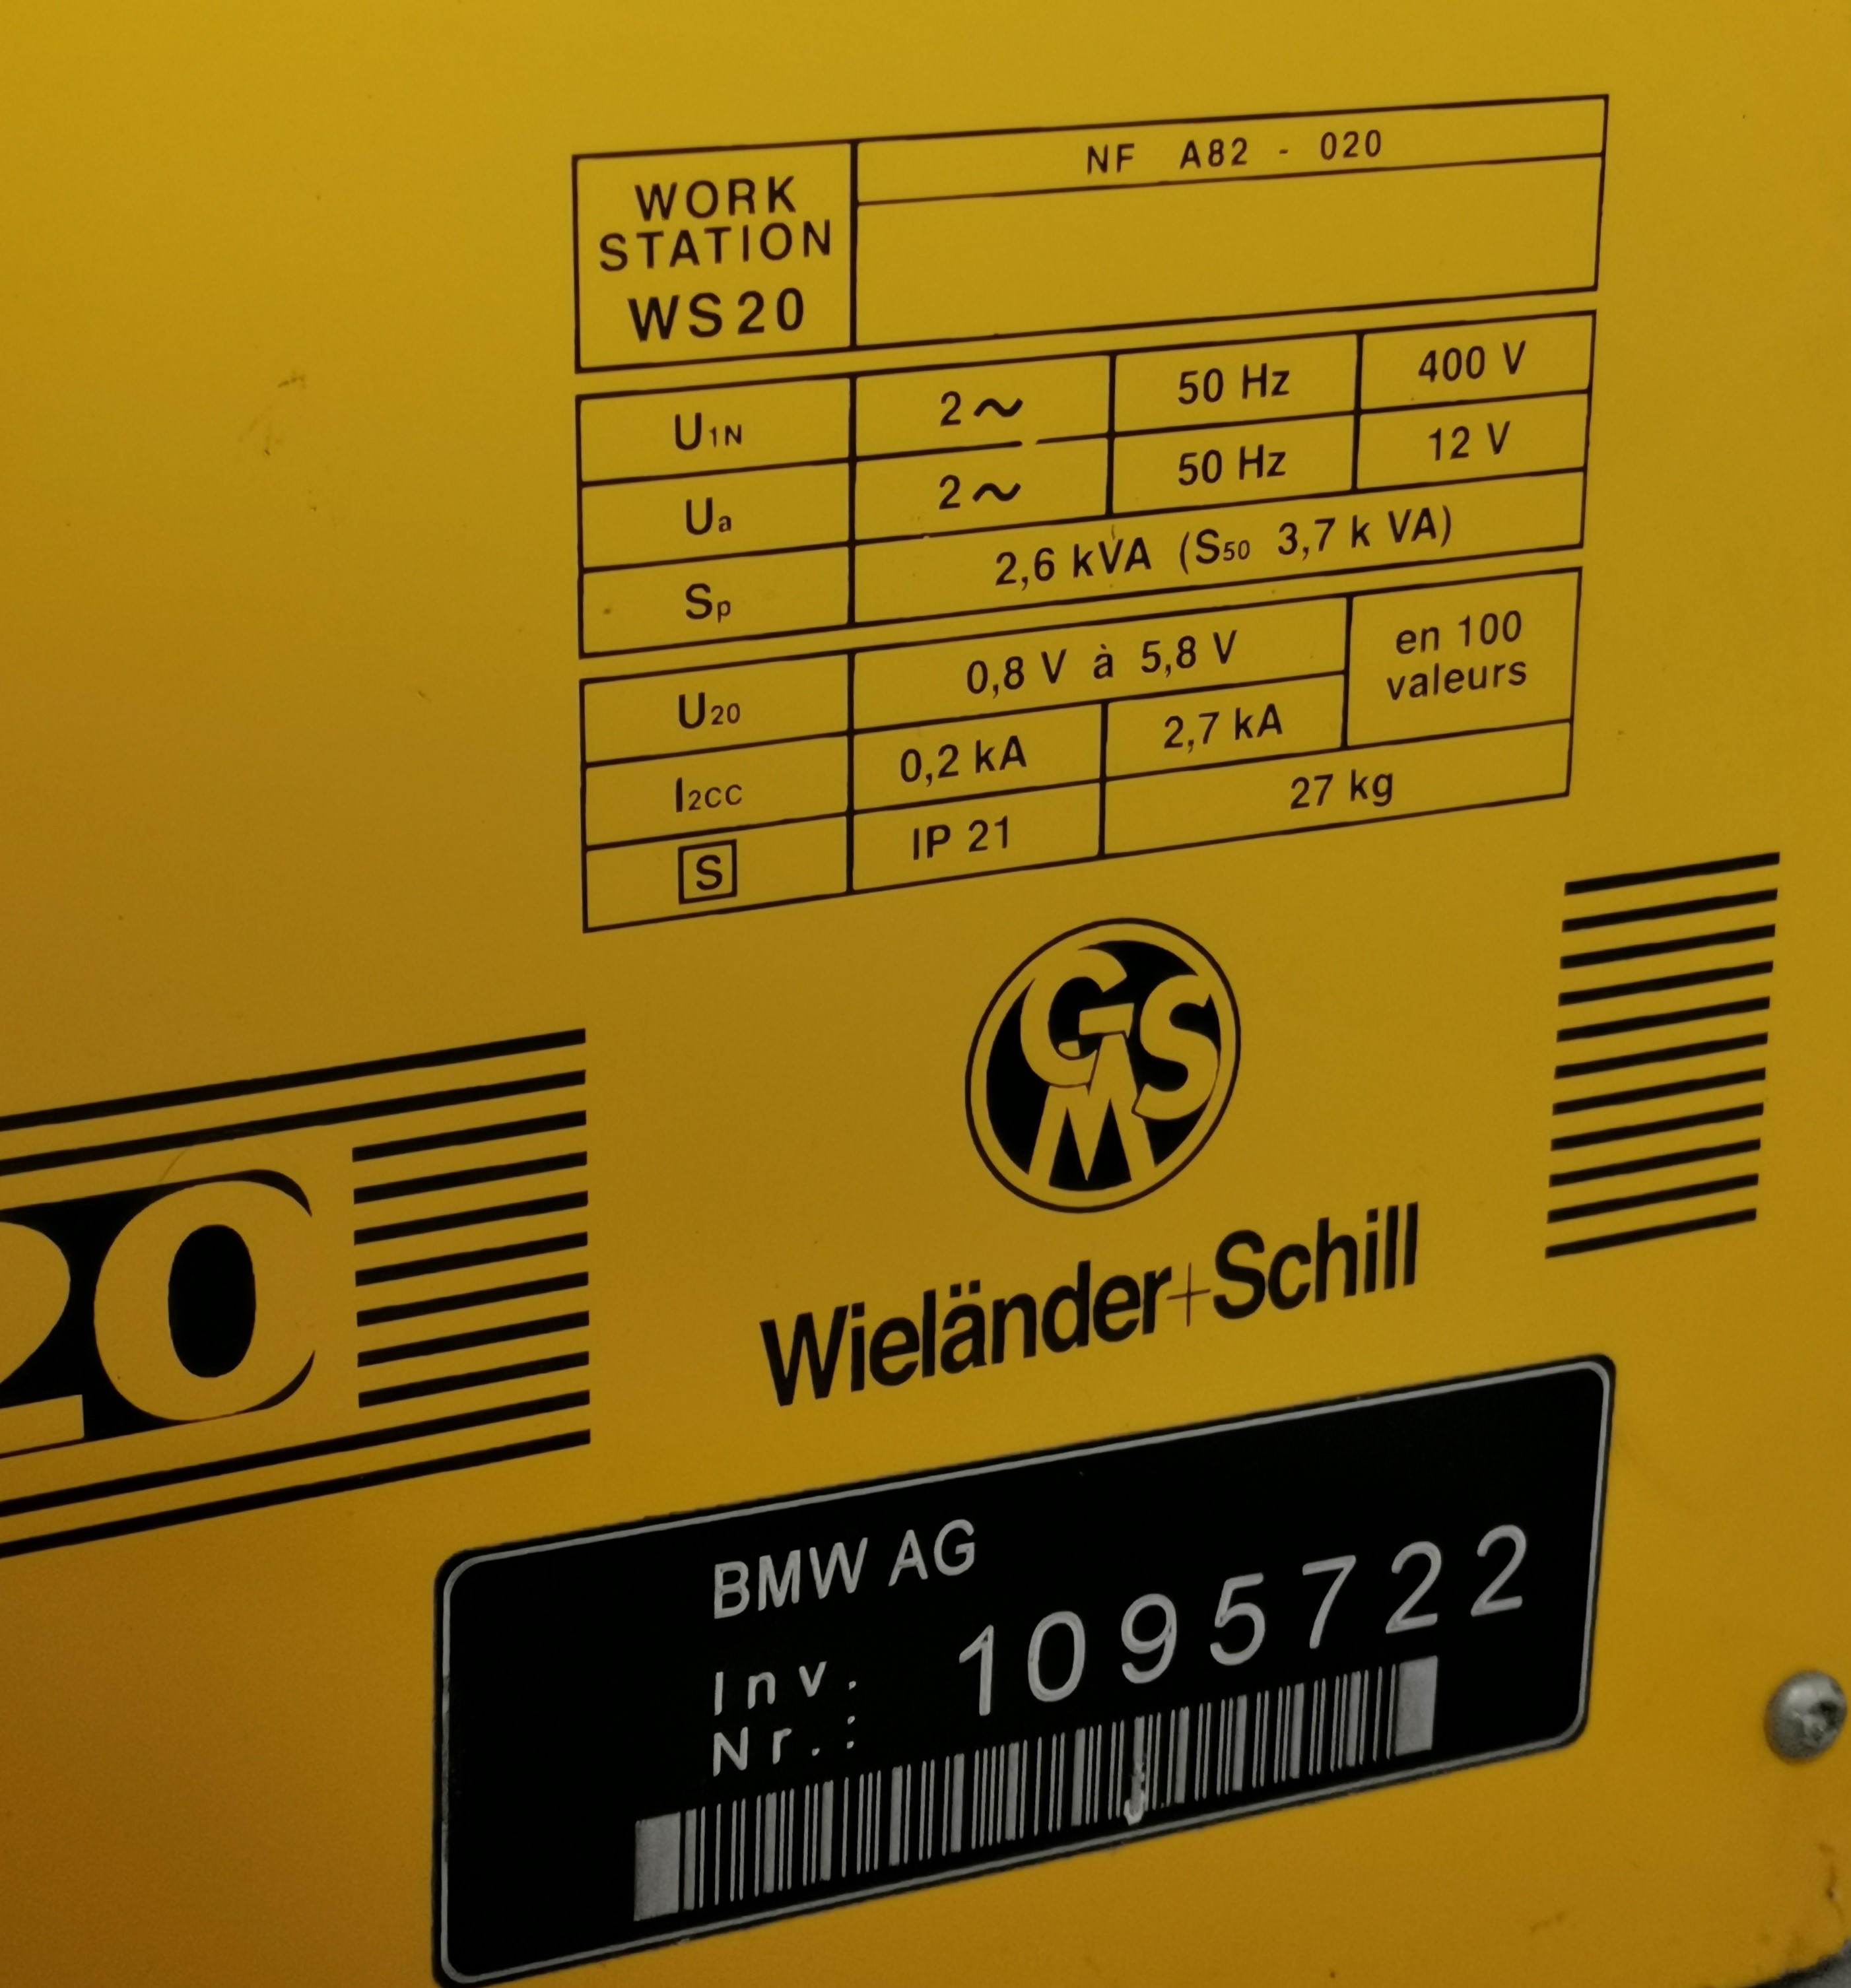 WORK
STATION
WS20
NF A82 - 020
U1N 2~ 50 Hz 400 V
Ua 2~ 50 Hz 12 V
Sp 2,6 kVA (S50 3,7 k VA)
U20 0,8 V à 5,8 V en 100
valeurs
I2CC 0,2 kA 2,7 kA
S IP 21 27 kg
GMS
20
Wieländer+Schill
BMW AG
Inv.
Nr.: 1095722